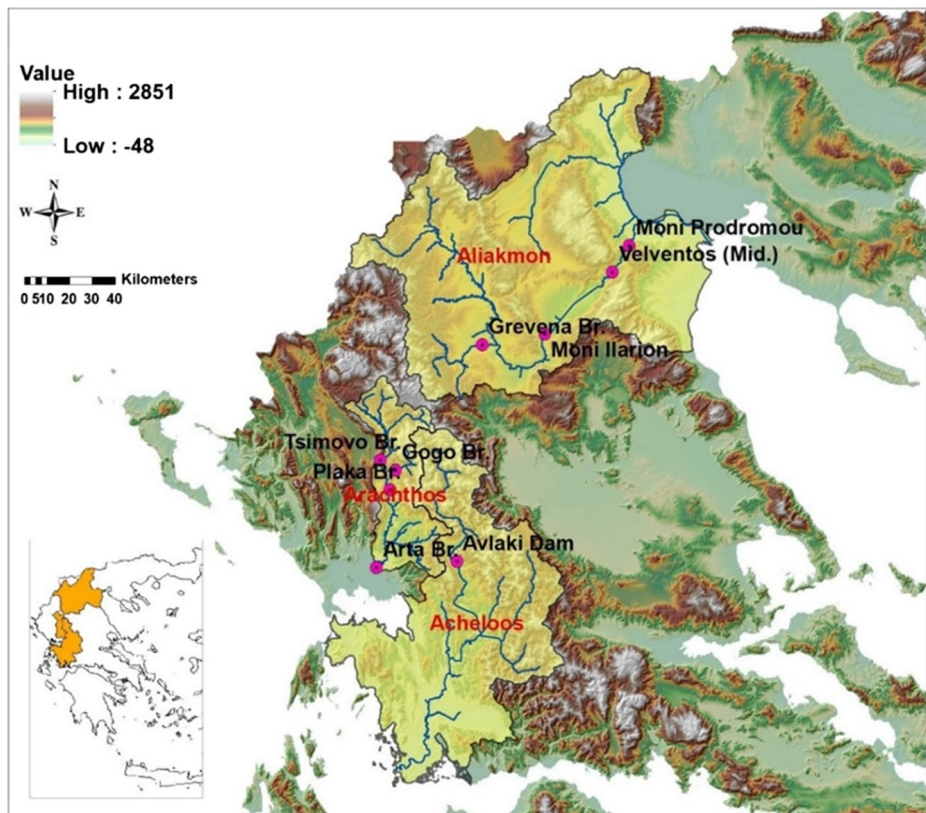 Value
High : 2851
Low : -48
N
W E
S
Kilometers
0 510 20 30 40
Moni Prodromou
Velventos (Mid.)
Aliakmon
Grevena Br.
Moni Ilarion
Tsimovo Br.
Gogo Br.
Plaka Br.
Arachthos
Arta Br.
Avlaki Dam
Acheloos